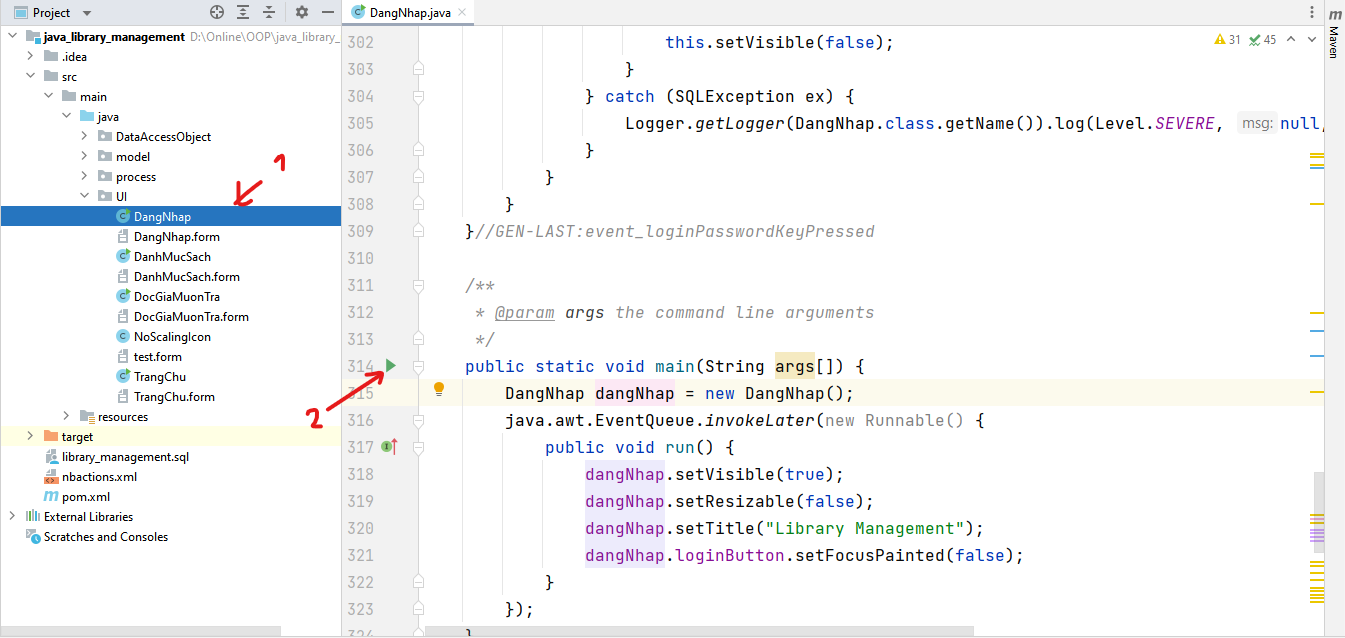 Project
DangNhap.java
m
Maven
java_library_management D:\Online\OOP\java_library_
.idea
src
main
java
DataAccessObject
model
process
UI
DangNhap
DangNhap.form
DanhMucSach
DanhMucSach.form
DocGiaMuonTra
DocGiaMuonTra.form
NoScalingIcon
test.form
TrangChu
TrangChu.form
resources
target
library_management.sql
nbactions.xml
m pom.xml
External Libraries
Scratches and Consoles
1
2
31 45
302 this.setVisible(false);
303 }
304 } catch (SQLException ex) {
305 Logger.getLogger(DangNhap.class.getName()).log(Level.SEVERE, msg: null,
306 }
307 }
308 }
309 }//GEN-LAST:event_loginPasswordKeyPressed
310
311 /**
312 * @param args the command line arguments
313 */
314 public static void main(String args[]) {
315 DangNhap dangNhap = new DangNhap();
316 java.awt.EventQueue.invokeLater(new Runnable() {
317 public void run() {
318 dangNhap.setVisible(true);
319 dangNhap.setResizable(false);
320 dangNhap.setTitle("Library Management");
321 dangNhap.loginButton.setFocusPainted(false);
322 }
323 });
324 }